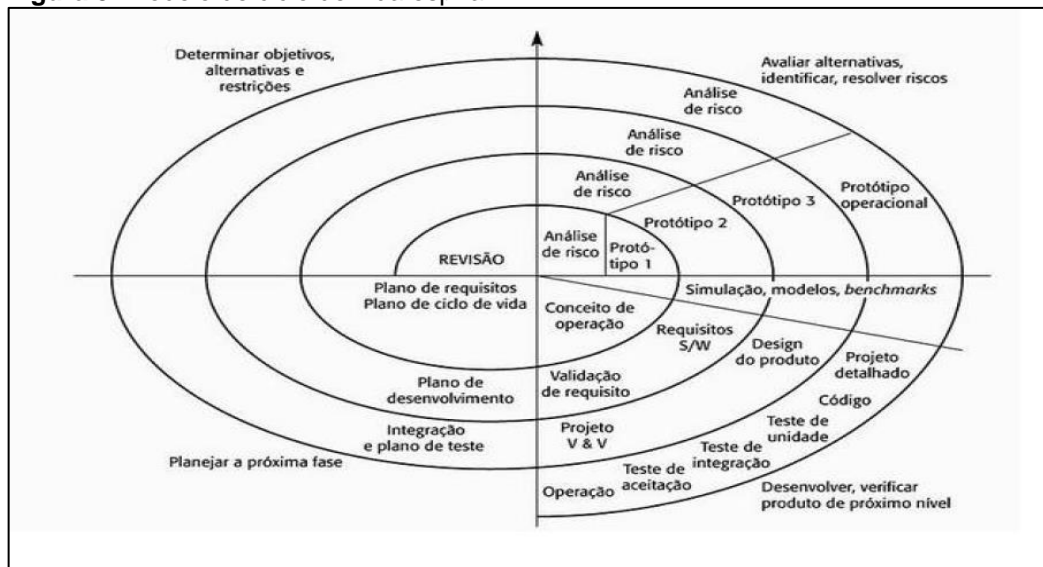 Determinar objetivos,
alternativas e
restrições
Avaliar alternativas,
identificar, resolver riscos
Análise
de risco
Análise
de risco
Análise
de risco
Protótipo
operacional
Protótipo 3
Protótipo 2
REVISÃO
Análise
de risco
Protó-
tipo 1
Plano de requisitos
Plano de ciclo de vida
Simulação, modelos, benchmarks
Conceito de
operação
Requisitos
S/W
Design
do produto
Projeto
detalhado
Plano de
desenvolvimento
Validação
de requisito
Código
Teste de
unidade
Integração
e plano de teste
Projeto
V & V
Teste de
integração
Planejar a próxima fase
Teste de
aceitação
Operação
Desenvolver, verificar
produto de próximo nível